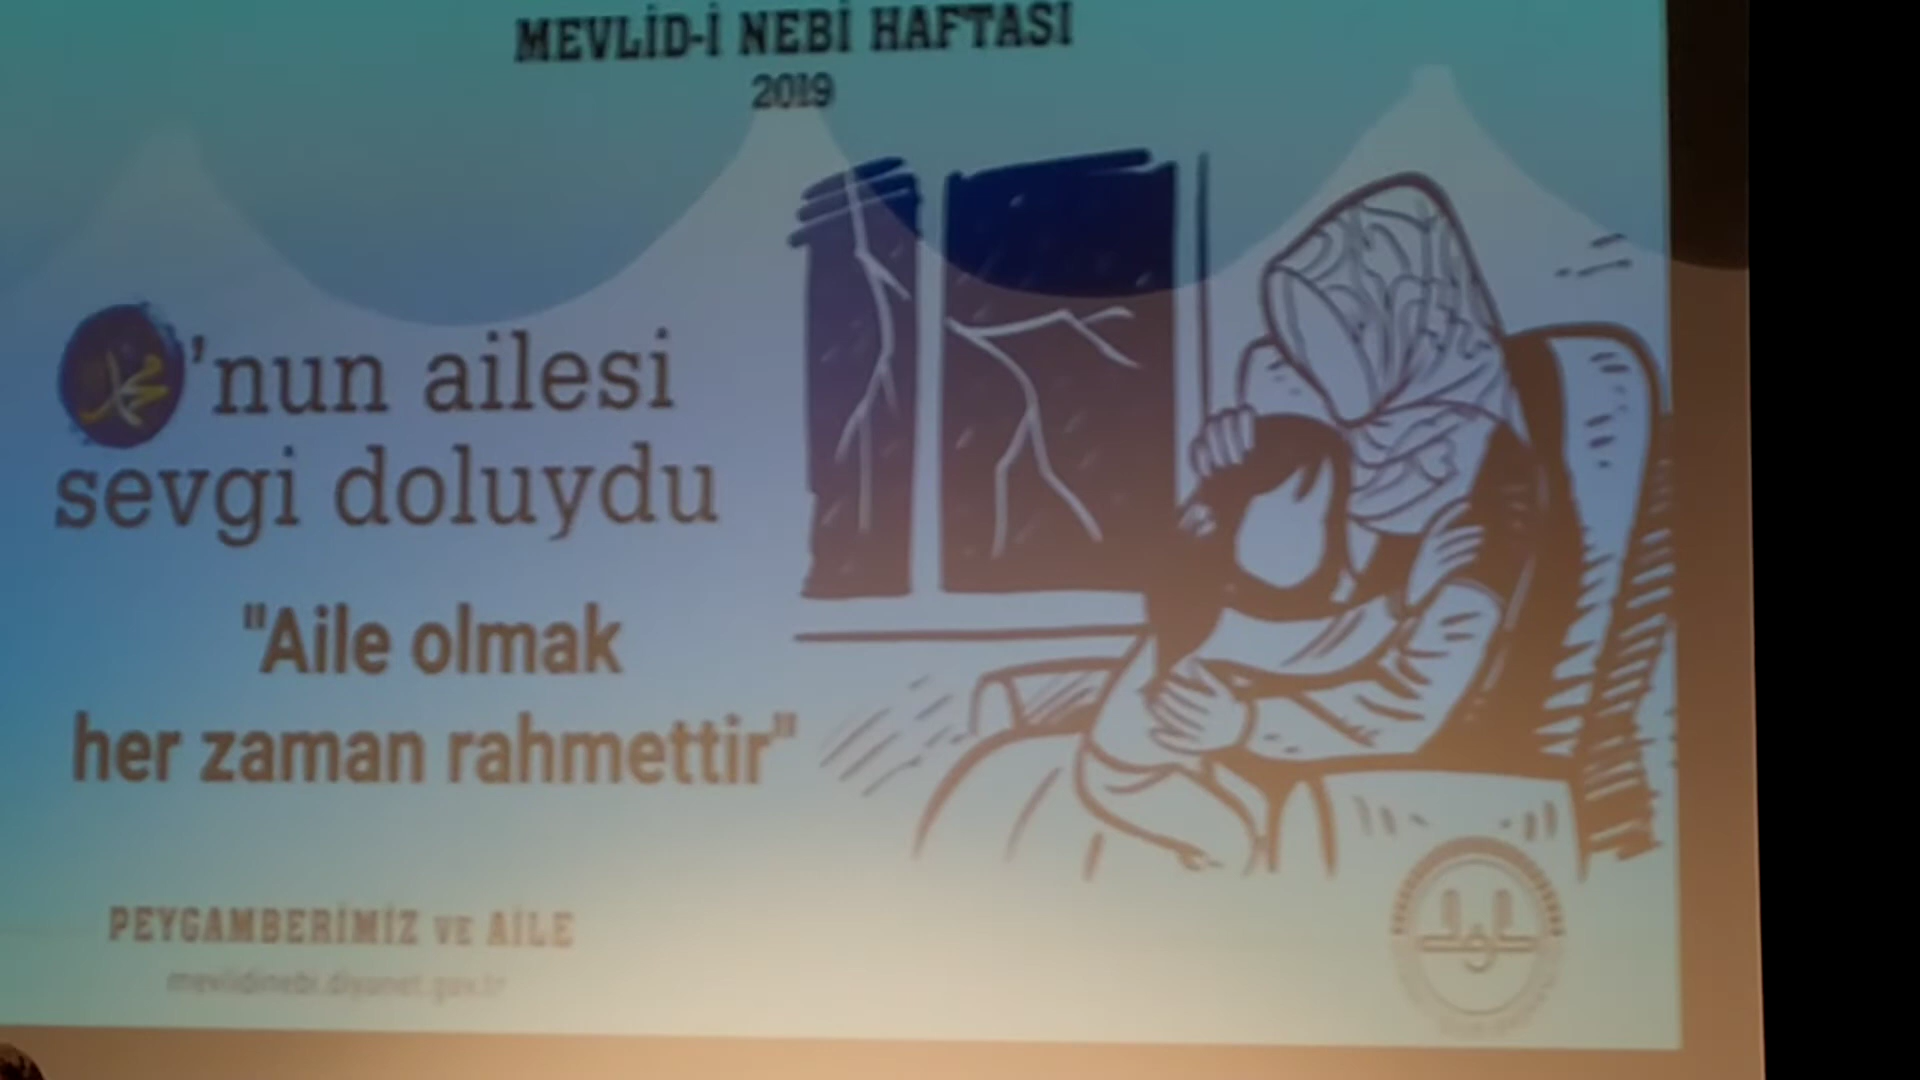 MEVLİD-İ NEBİ HAFTASI
2019
'nun ailesi
sevgi doluydu
"Aile olmak
her zaman rahmettir"
PEYGAMBERİMİZ VE AİLE
mevlidinebi.diyanet.gov.tr